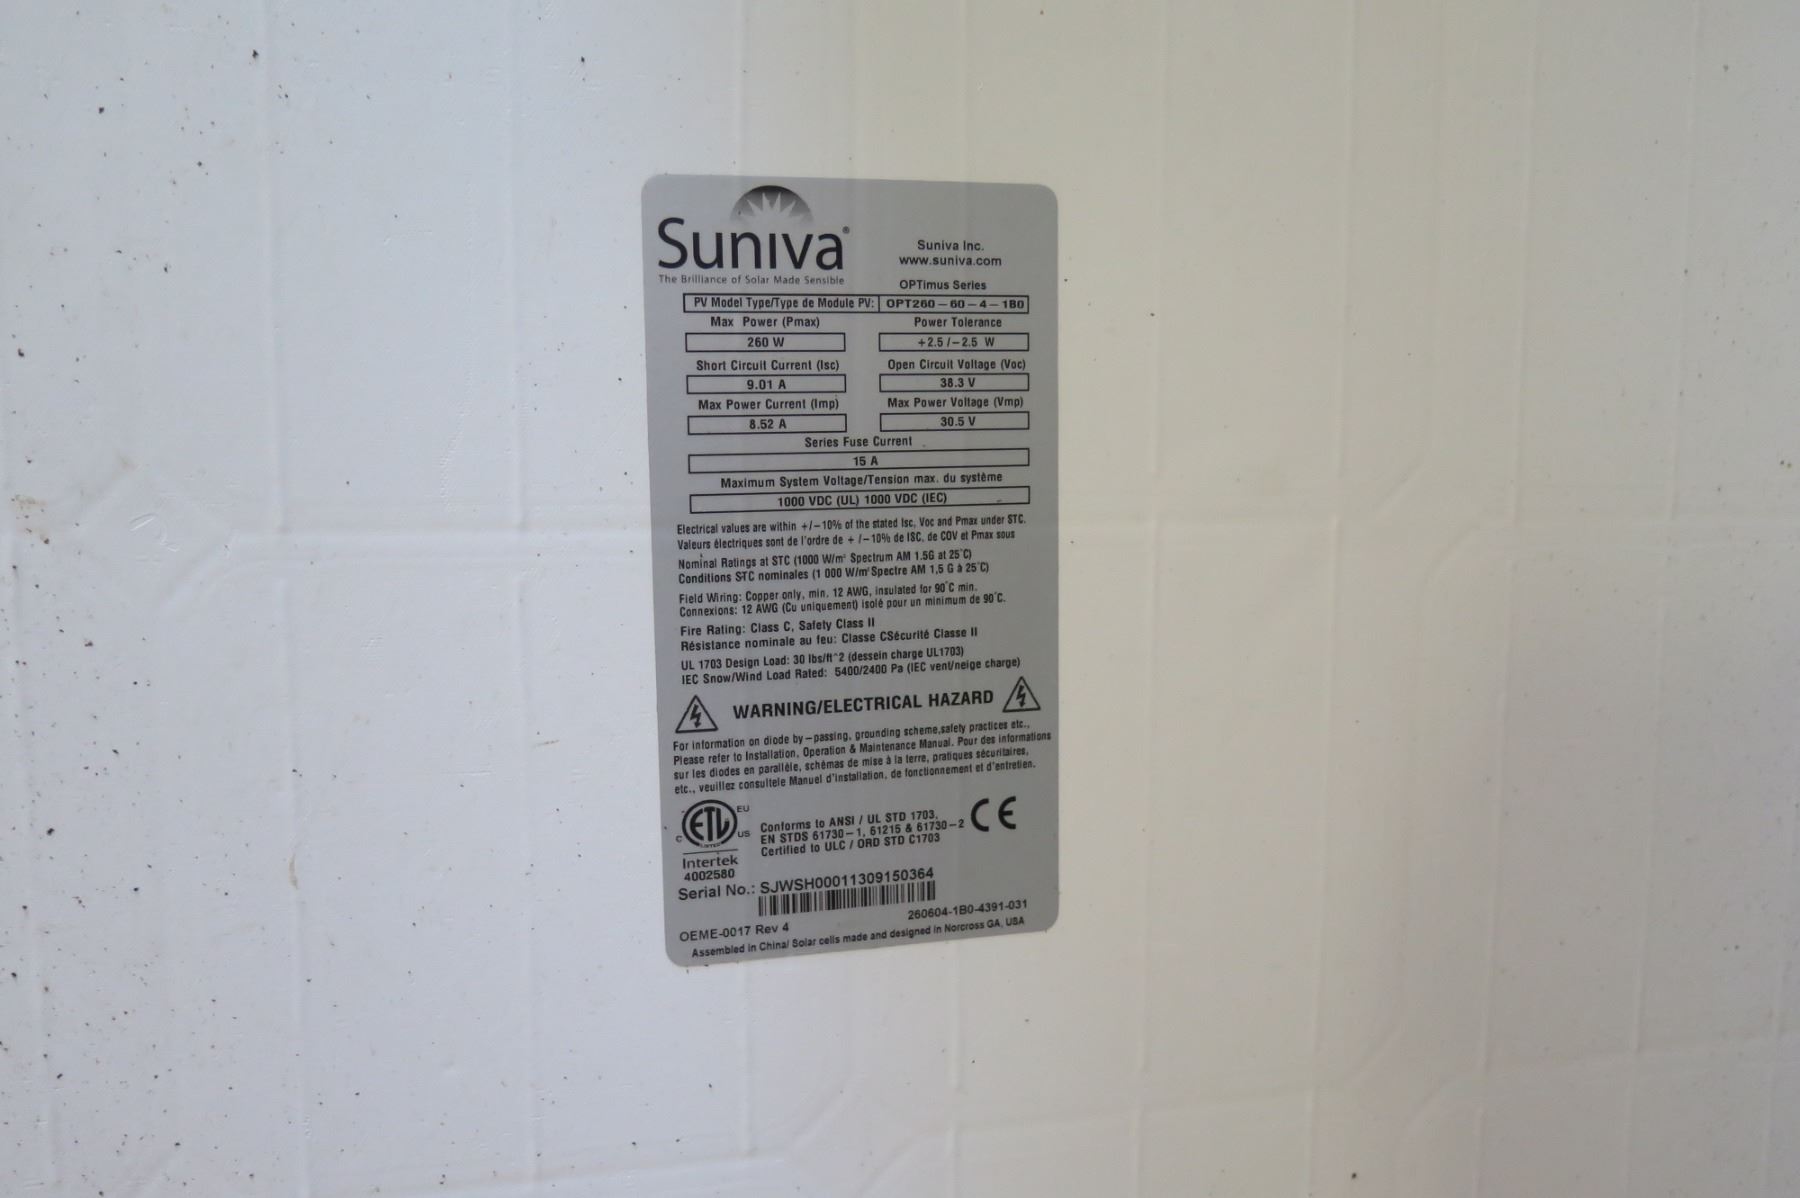 Suniva®
The Brilliance of Solar Made Sensible
Suniva Inc.
www.suniva.com
OPTimus Series
PV Model Type/Type de Module PV: OPT260-60-4-1B0
Max Power (Pmax) Power Tolerance
260 W +2.5/-2.5 W
Short Circuit Current (Isc) Open Circuit Voltage (Voc)
9.01 A 38.3 V
Max Power Current (Imp) Max Power Voltage (Vmp)
8.52 A 30.5 V
Series Fuse Current
15 A
Maximum System Voltage/Tension max. du système
1000 VDC (UL) 1000 VDC (IEC)
Electrical values are within +/-10% of the stated Isc, Voc and Pmax under STC.
Valeurs électriques sont de l'ordre de + /-10% de ISC, de COV et Pmax sous
Nominal Ratings at STC (1000 W/m² Spectrum AM 1.5G at 25°C)
Conditions STC nominales (1 000 W/m² Spectre AM 1,5 G à 25°C)
Field Wiring: Copper only, min. 12 AWG, insulated for 90°C min.
Connexions: 12 AWG (Cu uniquement) isolé pour un minimum de 90°C.
Fire Rating: Class C, Safety Class II
Résistance nominale au feu: Classe CSécurité Classe II
UL 1703 Design Load: 30 lbs/ft^2 (dessein charge UL1703)
IEC Snow/Wind Load Rated: 5400/2400 Pa (IEC vent/neige charge)
WARNING/ELECTRICAL HAZARD
For information on diode by-passing, grounding scheme,safety practices etc.,
Please refer to Installation, Operation & Maintenance Manual. Pour des informations
sur les diodes en parallèle, schémas de mise à la terre, pratiques sécuritaires,
etc., veuillez consultele Manuel d'installation, de fonctionnement et d'entretien.
ETL EU
C US
LISTED
Intertek
4002580
Conforms to ANSI / UL STD 1703,
EN STDS 61730-1, 61215 & 61730-2
Certified to ULC / ORD STD C1703
CE
Serial No.: SJWSH00011309150364
OEME-0017 Rev 4 260604-1B0-4391-031
Assembled in China/ Solar cells made and designed in Norcross GA, USA